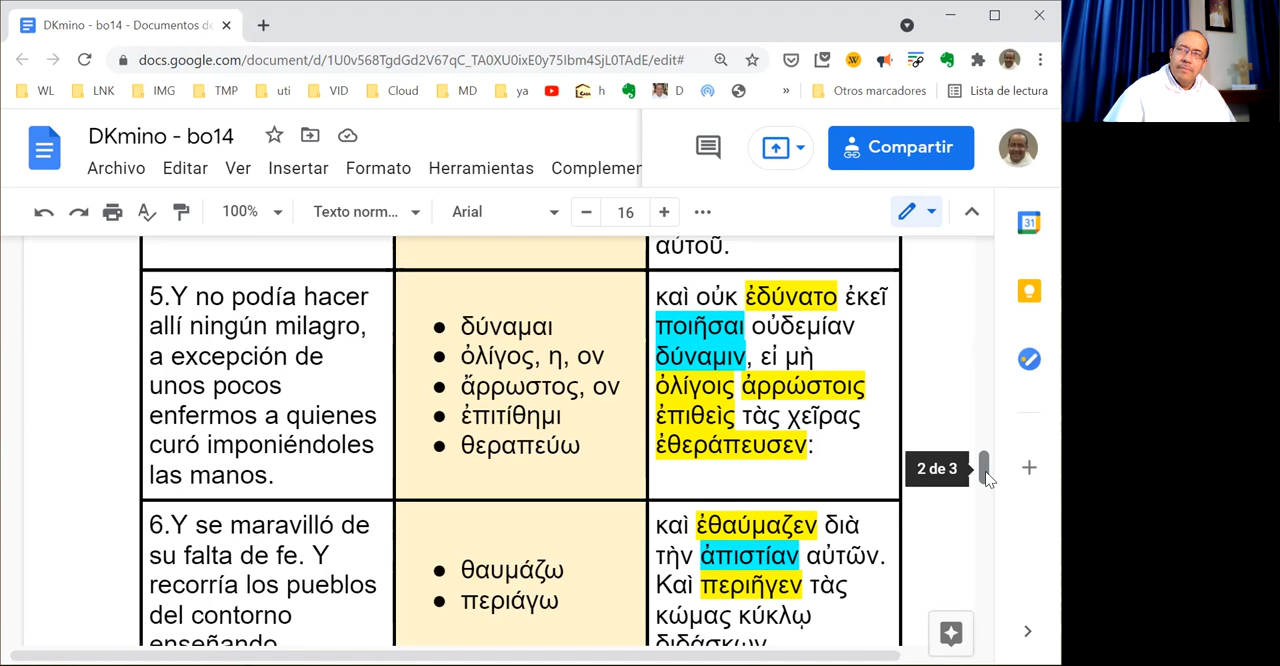 DKmino - bo14 - Documentos de
docs.google.com/document/d/1U0v568TgdGd2V67qC_TA0XU0ixE0y75Ibm4SjL0TAdE/edit#
WL LNK IMG TMP uti VID Cloud MD ya h D » Otros marcadores Lista de lectura
DKmino - bo14
Compartir
Archivo Editar Ver Insertar Formato Herramientas Complemen
100% Texto norm... Arial 16
31
αὐτοῦ.
5.Y no podía hacer
allí ningún milagro,
a excepción de
unos pocos
enfermos a quienes
curó imponiéndoles
las manos.
● δύναμαι
● ὀλίγος, η, ον
● ἄρρωστος, ον
● ἐπιτίθημι
● θεραπεύω
καὶ οὐκ ἐδύνατο ἐκεῖ
ποιῆσαι οὐδεμίαν
δύναμιν, εἰ μὴ
ὀλίγοις ἀρρώστοις
ἐπιθεὶς τὰς χεῖρας
ἐθεράπευσεν:
2 de 3
6.Y se maravilló de
su falta de fe. Y
recorría los pueblos
del contorno
enseñando
● θαυμάζω
● περιάγω
καὶ ἐθαύμαζεν διὰ
τὴν ἀπιστίαν αὐτῶν.
Καὶ περιῆγεν τὰς
κώμας κύκλῳ
διδάσκων